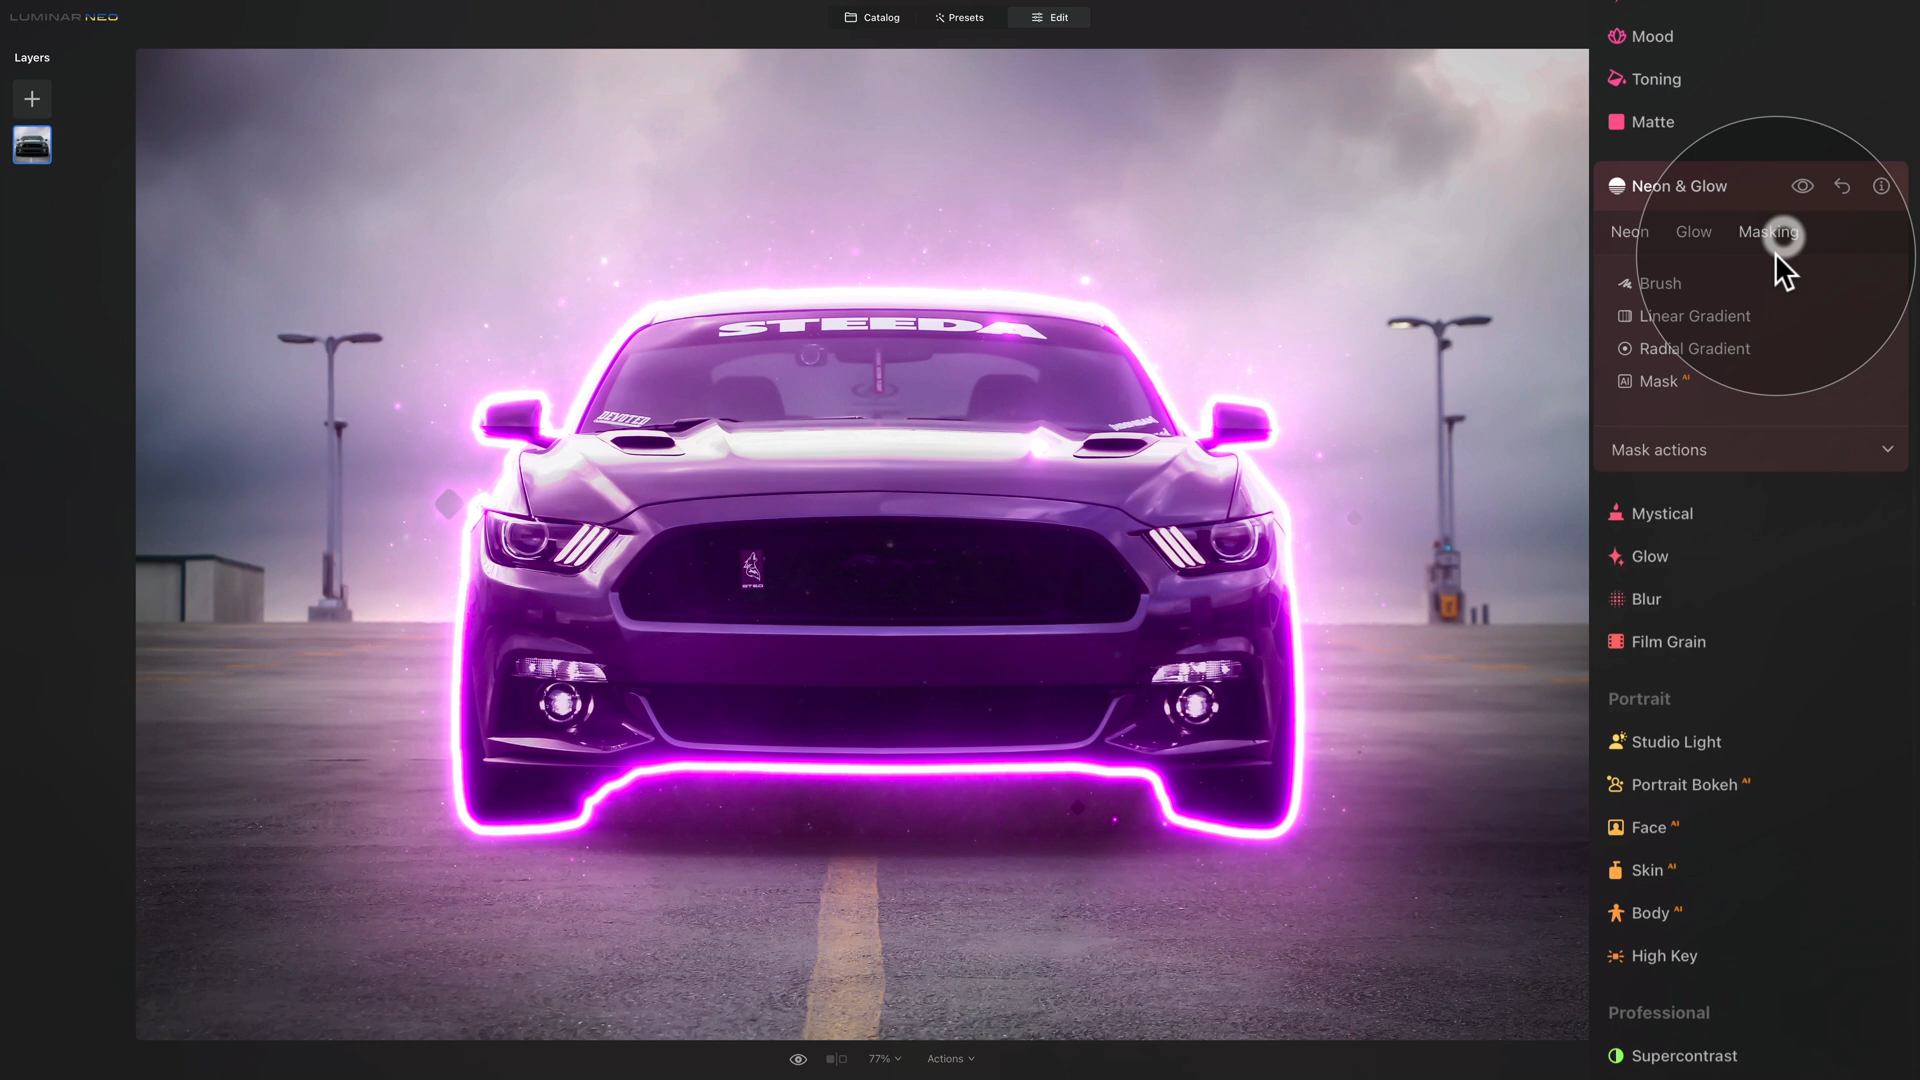 LUMINAR NEO
Catalog
Presets
Edit
Layers
Mood
Toning
Matte
Neon & Glow
Neon
Glow
Masking
Brush
Linear Gradient
Radial Gradient
Mask AI
Mask actions
Mystical
Glow
Blur
Film Grain
Portrait
Studio Light
Portrait Bokeh AI
Face AI
Skin AI
Body AI
High Key
Professional
Supercontrast
STEEDA
DEVOTED
77%
Actions